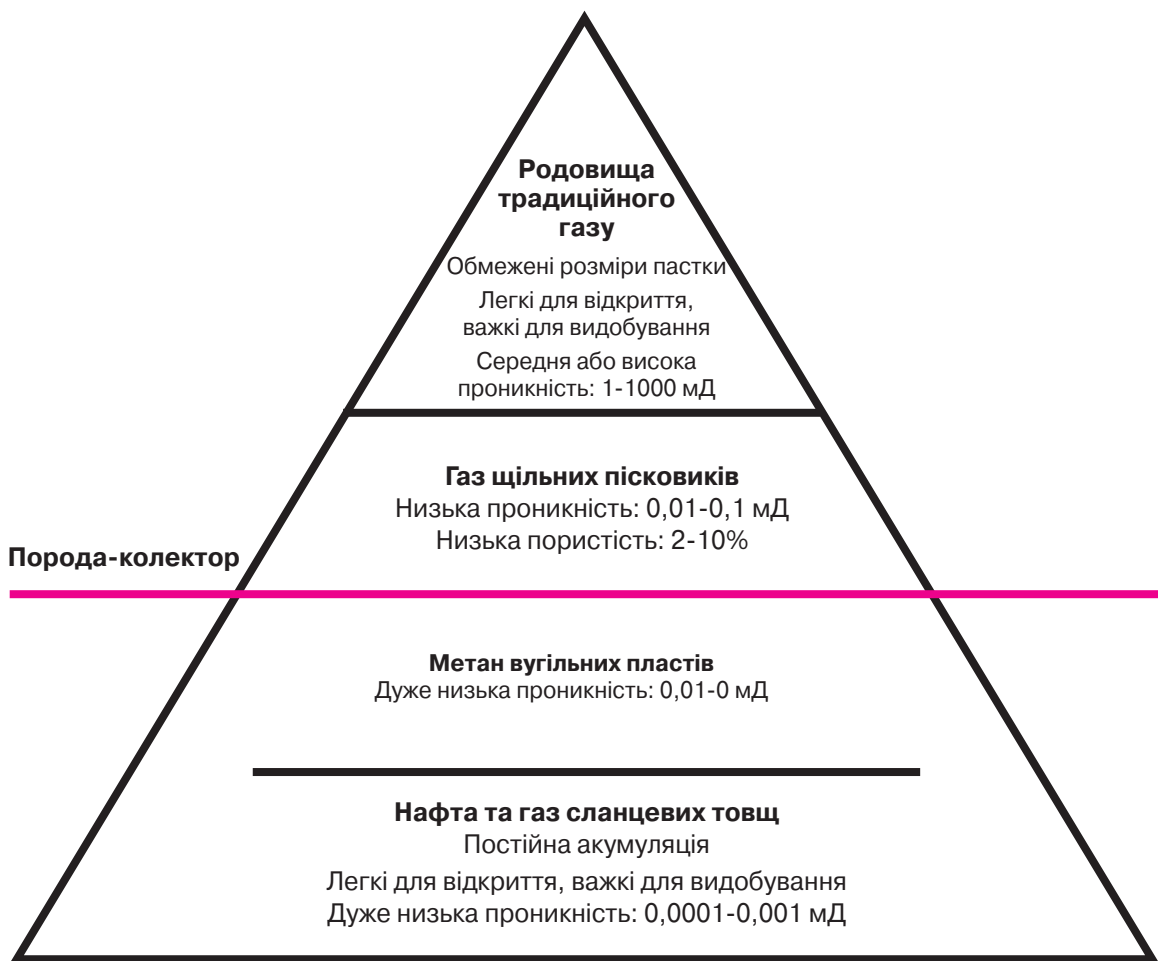 Родовища
традиційного
газу
Обмежені розміри пастки
Легкі для відкриття,
важкі для видобування
Середня або висока
проникність: 1-1000 мД
Газ щільних пісковиків
Низька проникність: 0,01-0,1 мД
Низька пористість: 2-10%
Порода-колектор
Метан вугільних пластів
Дуже низька проникність: 0,01-0 мД
Нафта та газ сланцевих товщ
Постійна акумуляція
Легкі для відкриття, важкі для видобування
Дуже низька проникність: 0,0001-0,001 мД